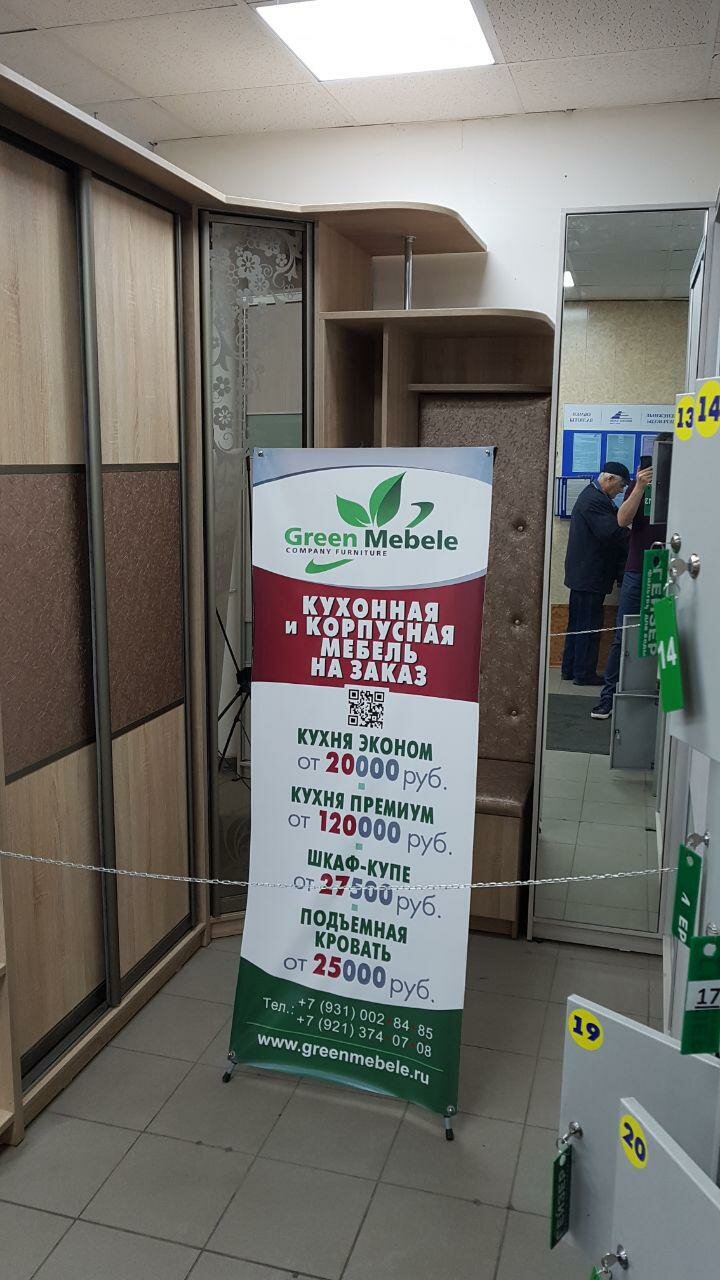 Green Mebele
COMPANY FURNITURE
КУХОННАЯ
и КОРПУСНАЯ
МЕБЕЛЬ
НА ЗАКАЗ
КУХНЯ ЭКОНОМ
от 20000 руб.
КУХНЯ ПРЕМИУМ
от 120000 руб.
ШКАФ-КУПЕ
от 27500 руб.
ПОДЪЕМНАЯ
КРОВАТЬ
от 25000 руб.
Тел.: +7 (931) 002 84 85
+7 (921) 374 07 08
www.greenmebele.ru
13
14
ГЕЙЗЕР
14
17
19
20
ГЕЙЗЕР